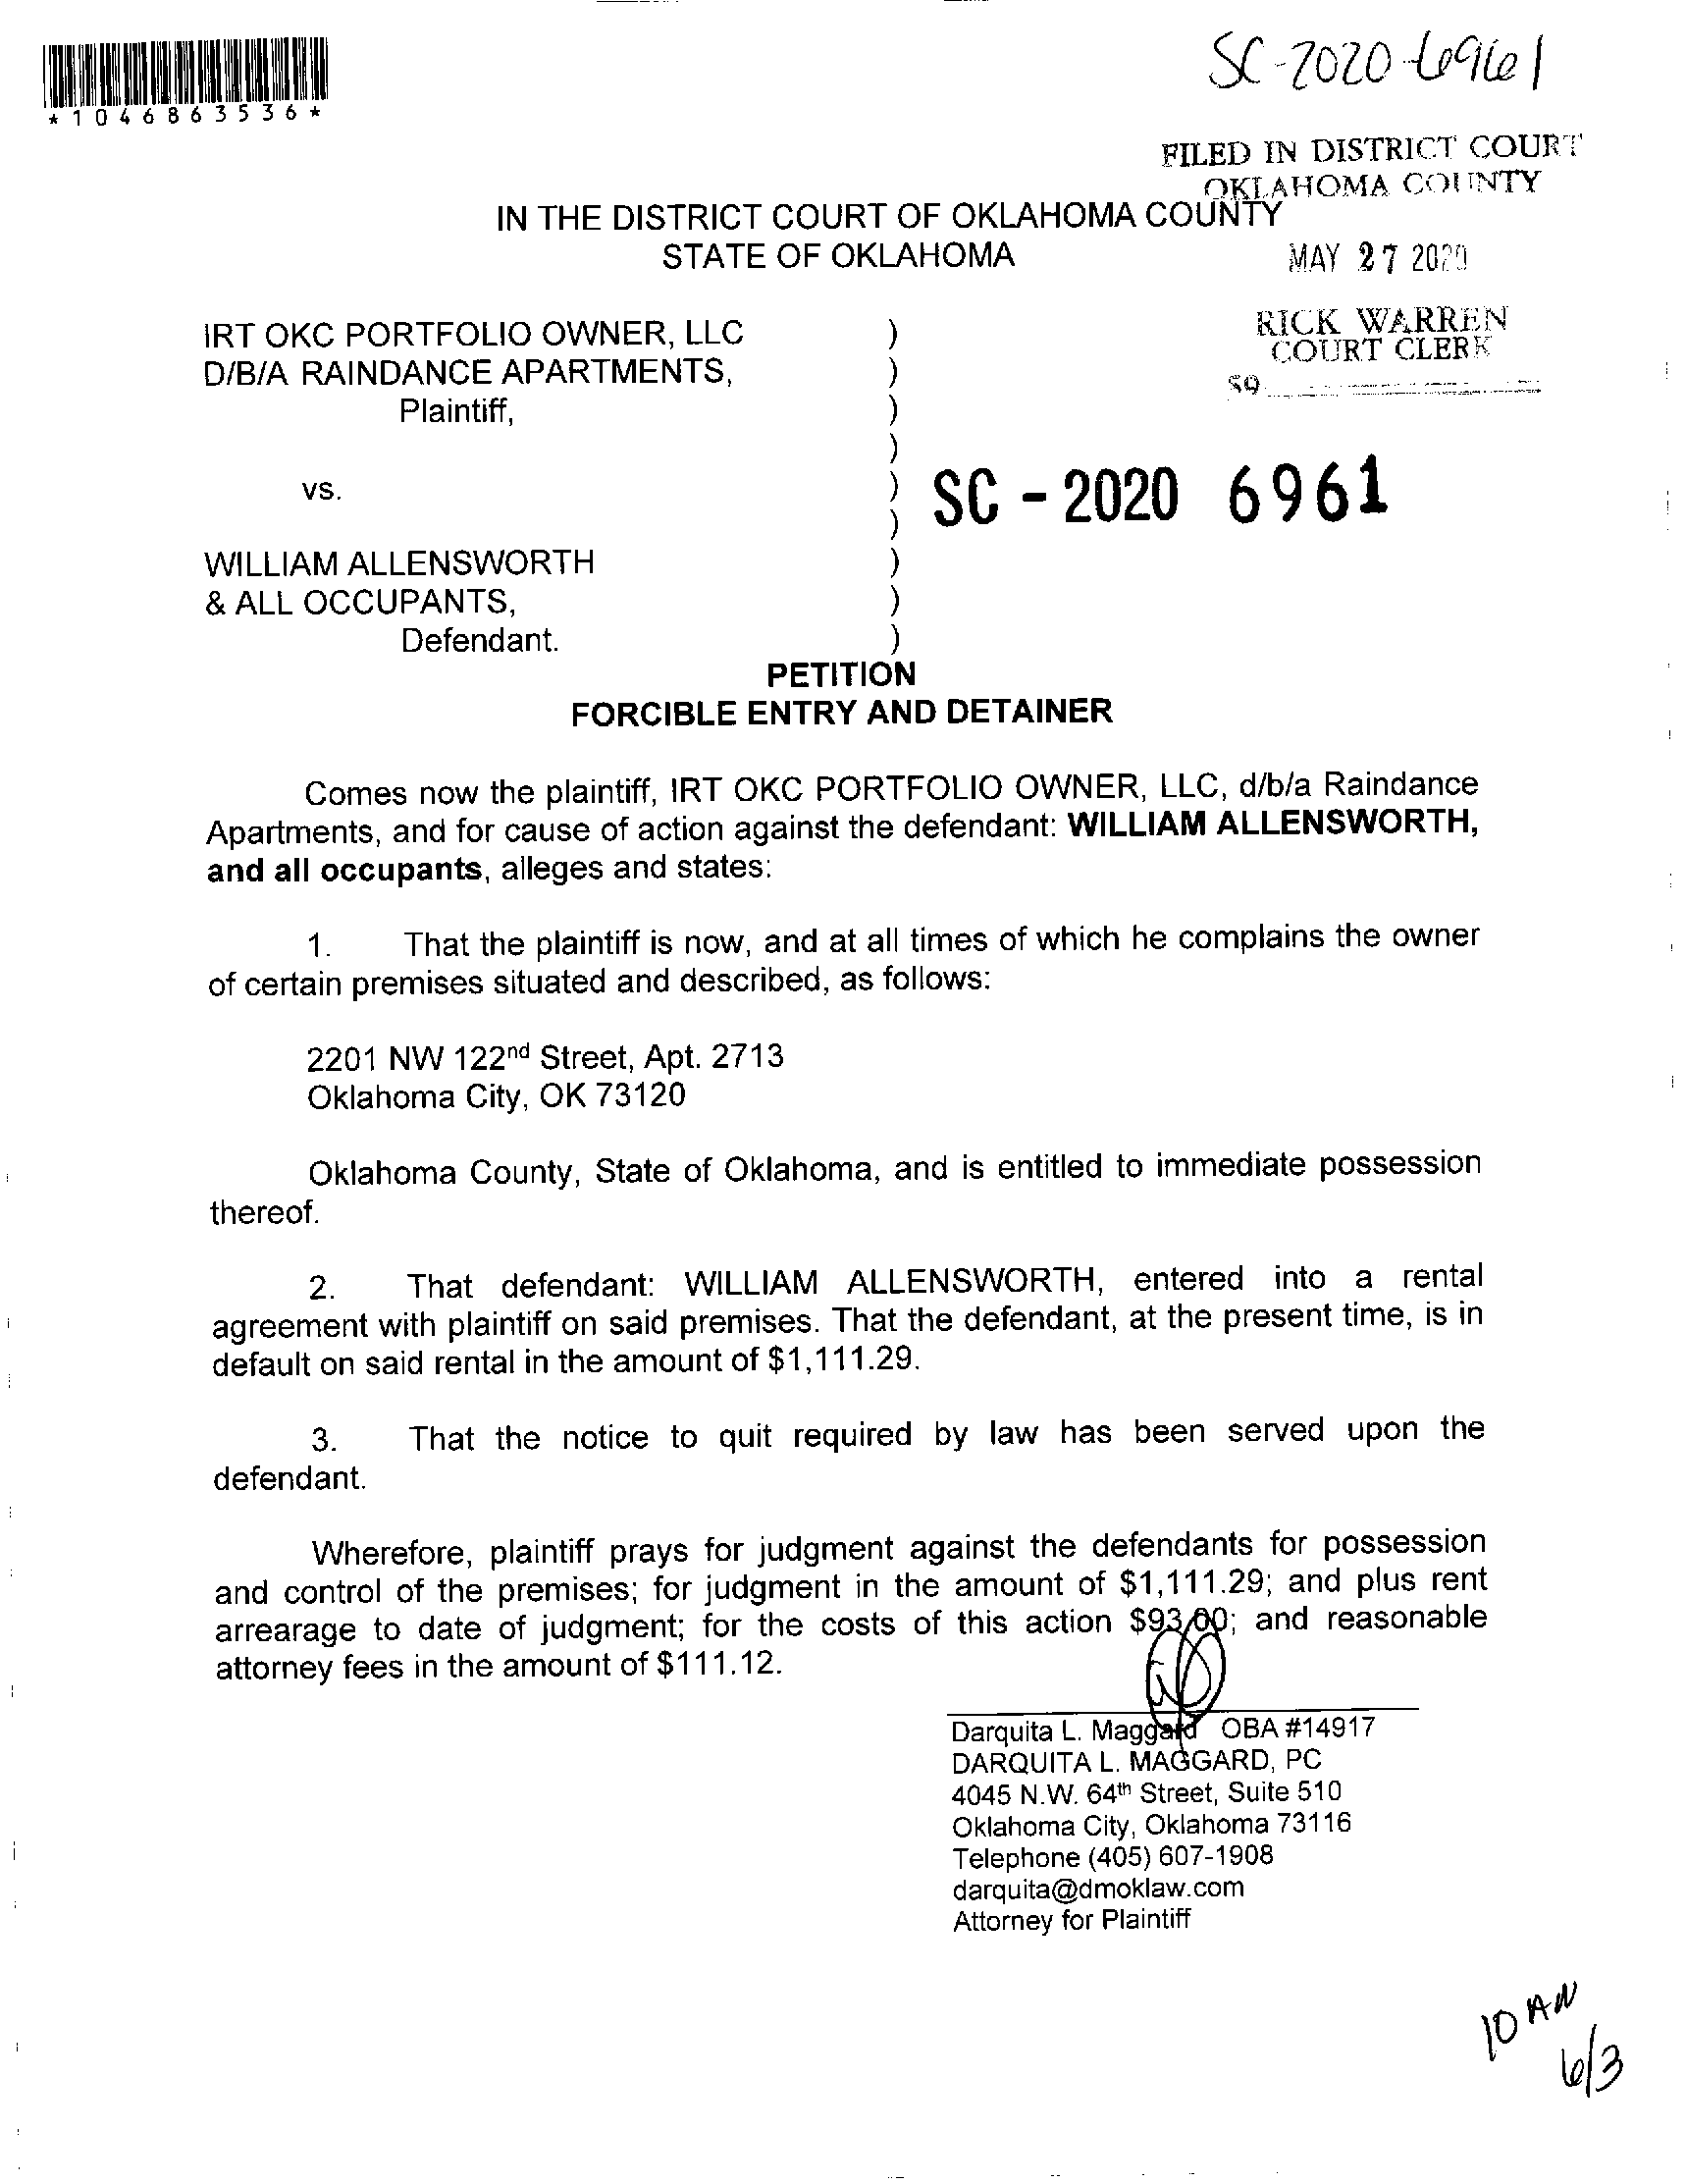 SC-2020-6961
*1046863536*
FILED IN DISTRICT COURT
OKLAHOMA COUNTY
IN THE DISTRICT COURT OF OKLAHOMA COUNTY
STATE OF OKLAHOMA
MAY 27 2020
RICK WARREN
COURT CLERK
59
IRT OKC PORTFOLIO OWNER, LLC )
D/B/A RAINDANCE APARTMENTS, )
Plaintiff, )
)
vs. )
SC - 2020 6961
)
WILLIAM ALLENSWORTH )
& ALL OCCUPANTS, )
Defendant. )
PETITION
FORCIBLE ENTRY AND DETAINER
Comes now the plaintiff, IRT OKC PORTFOLIO OWNER, LLC, d/b/a Raindance
Apartments, and for cause of action against the defendant: WILLIAM ALLENSWORTH,
and all occupants, alleges and states:
1. That the plaintiff is now, and at all times of which he complains the owner
of certain premises situated and described, as follows:
2201 NW 122nd Street, Apt. 2713
Oklahoma City, OK 73120
Oklahoma County, State of Oklahoma, and is entitled to immediate possession
thereof.
2. That defendant: WILLIAM ALLENSWORTH, entered into a rental
agreement with plaintiff on said premises. That the defendant, at the present time, is in
default on said rental in the amount of $1,111.29.
3. That the notice to quit required by law has been served upon the
defendant.
Wherefore, plaintiff prays for judgment against the defendants for possession
and control of the premises; for judgment in the amount of $1,111.29; and plus rent
arrearage to date of judgment; for the costs of this action $93.00; and reasonable
attorney fees in the amount of $111.12.
Darquita L. Maggard OBA #14917
DARQUITA L. MAGGARD, PC
4045 N.W. 64th Street, Suite 510
Oklahoma City, Oklahoma 73116
Telephone (405) 607-1908
darquita@dmoklaw.com
Attorney for Plaintiff
10 AM
6/3